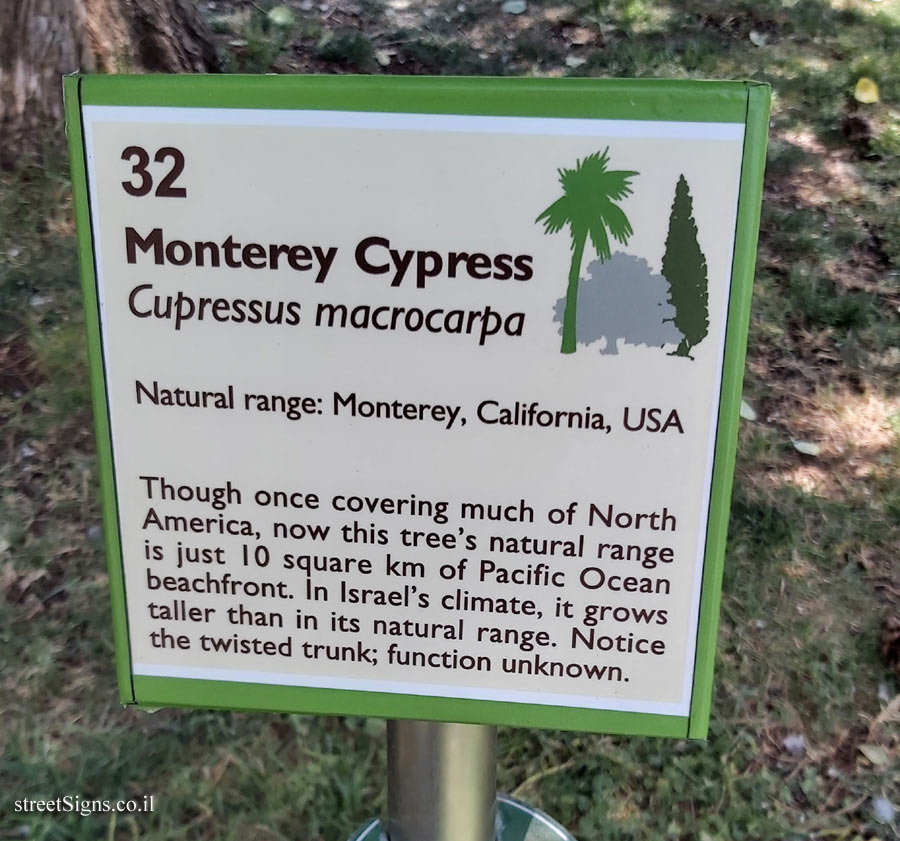 32
Monterey Cypress
Cupressus macrocarpa
Natural range: Monterey, California, USA
Though once covering much of North
America, now this tree's natural range
is just 10 square km of Pacific Ocean
beachfront. In Israel's climate, it grows
taller than in its natural range. Notice
the twisted trunk; function unknown.
streetSigns.co.il